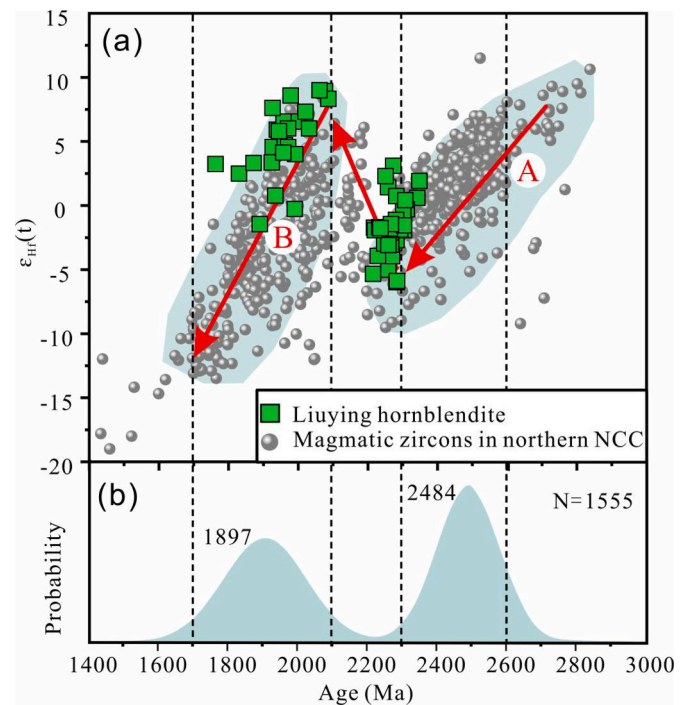 (a)
15
10
5
0
-5
-10
-15
-20
εHf(t)
A
B
Liuying hornblendite
Magmatic zircons in northern NCC
(b)
1897
2484
N=1555
Probability
1400 1600 1800 2000 2200 2400 2600 2800 3000
Age (Ma)